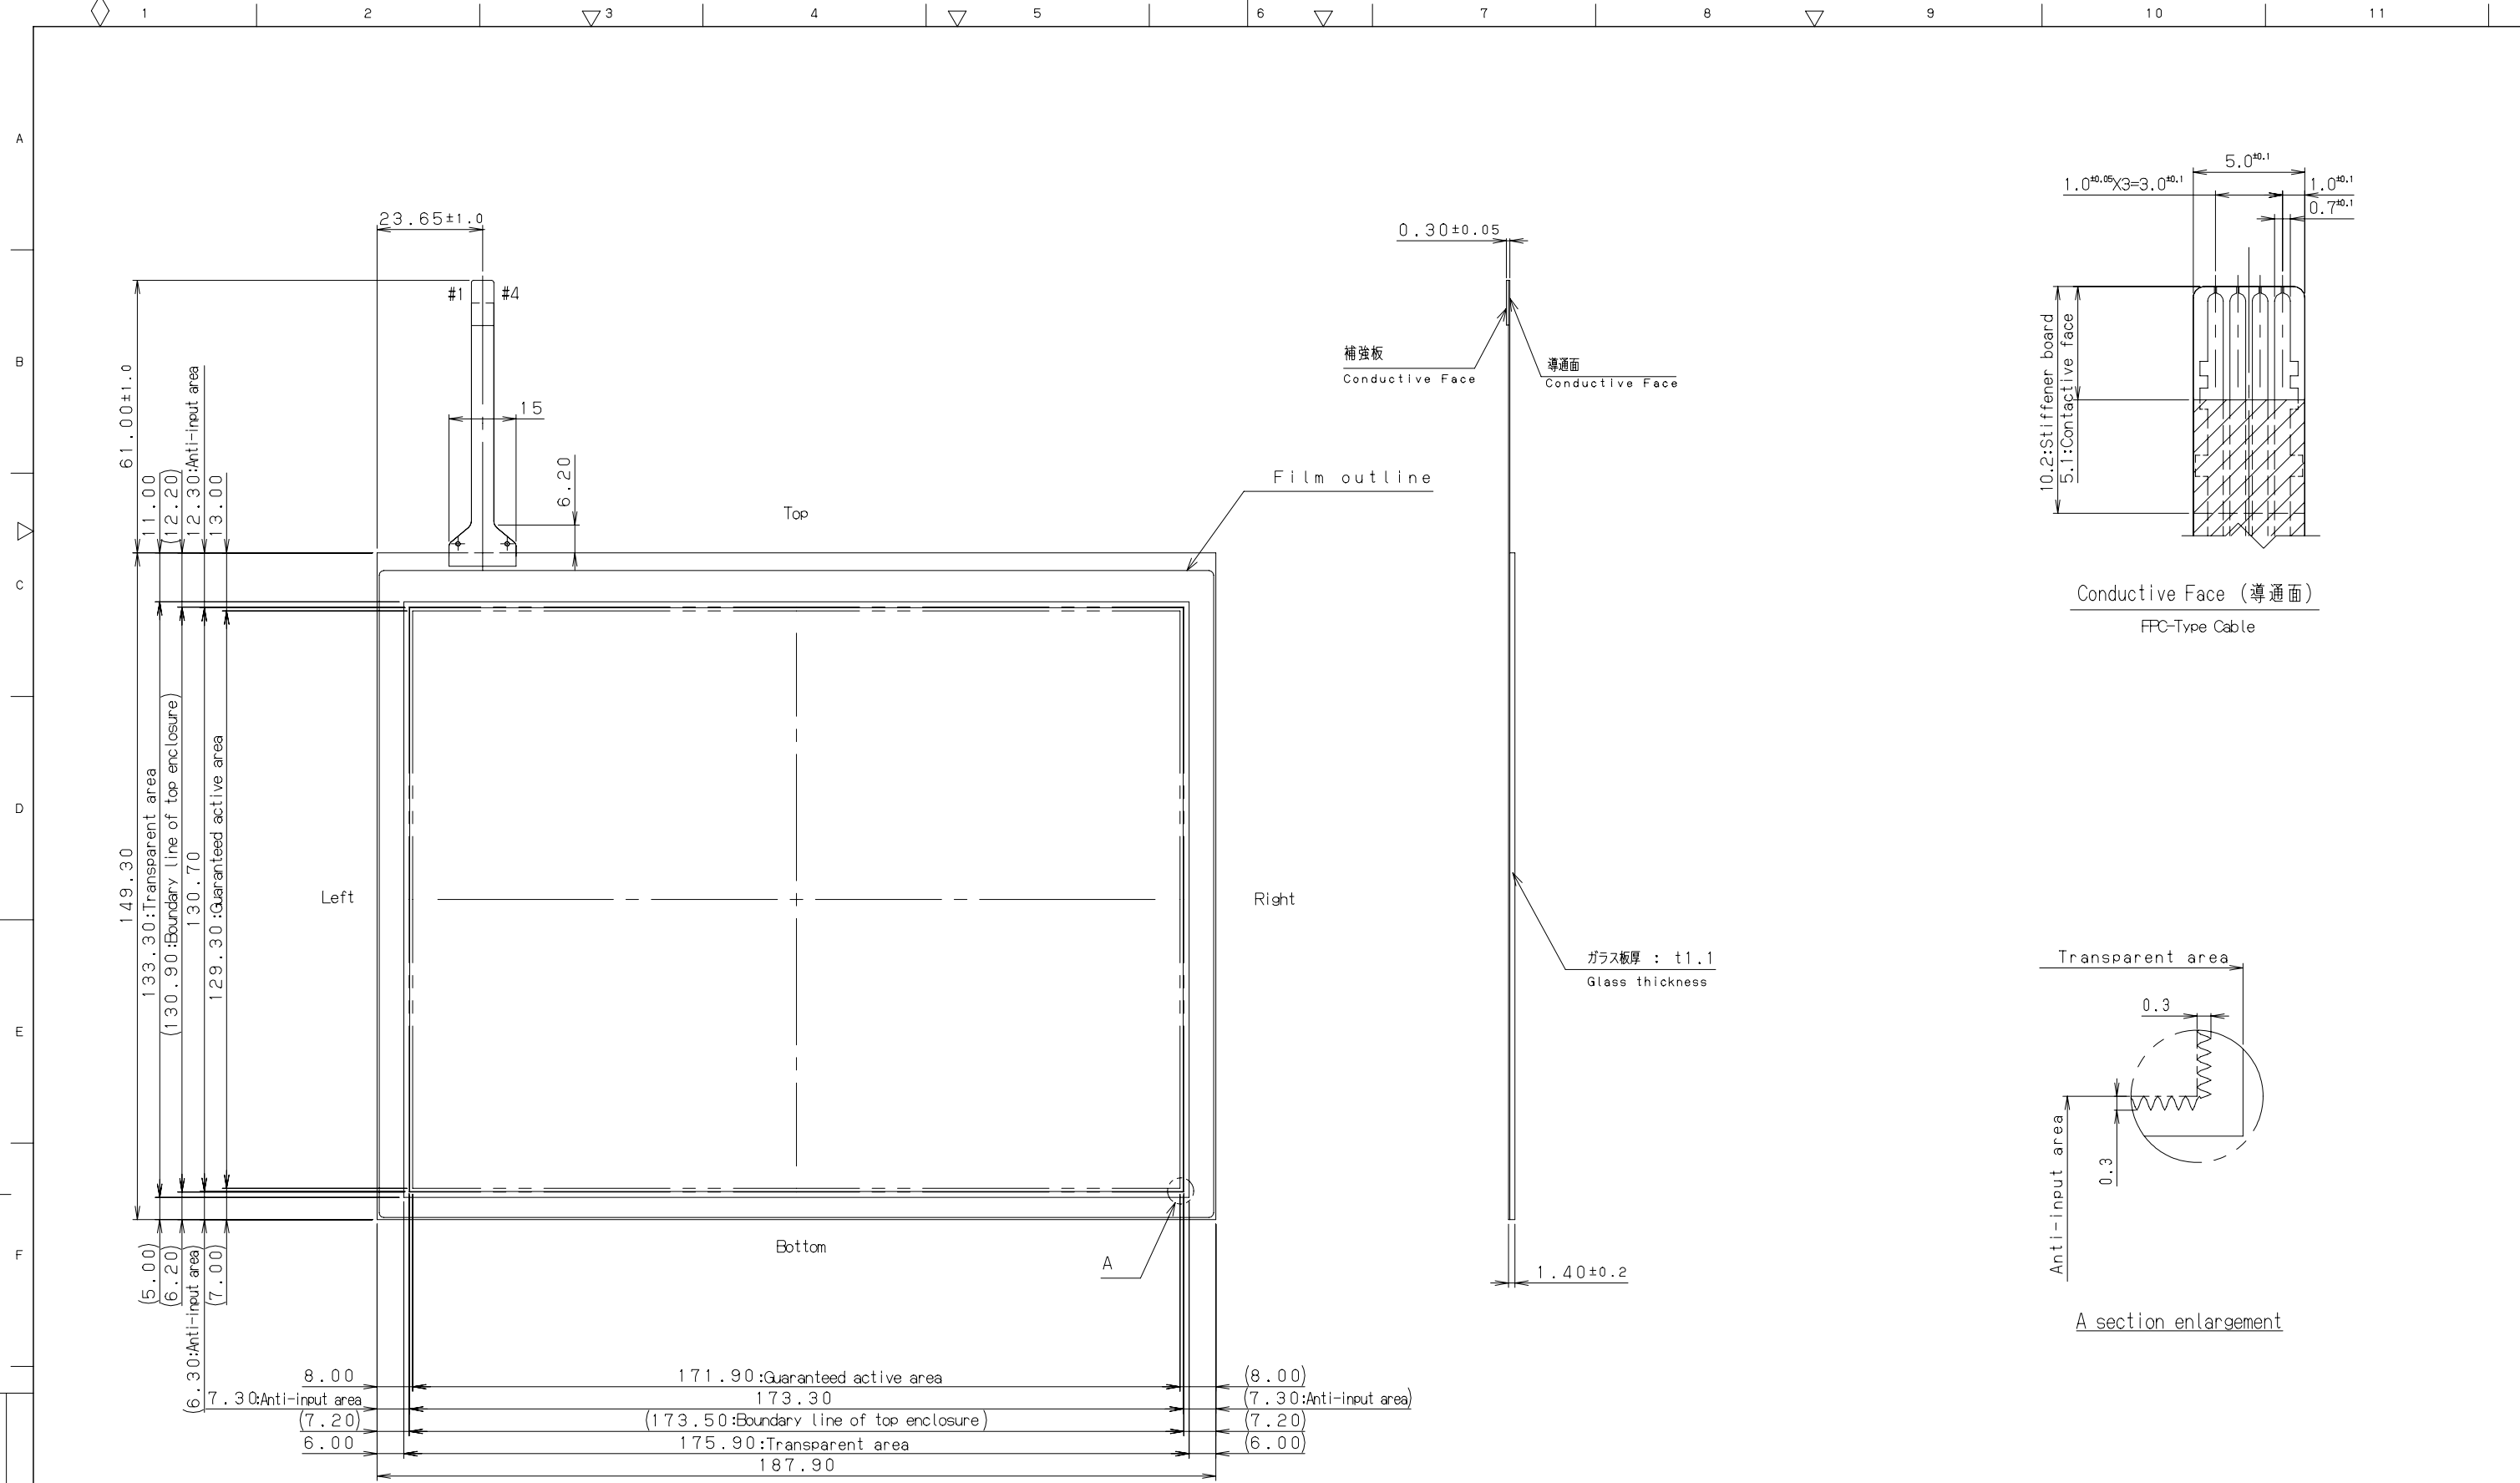 1 2 3 4 5 6 7 8 9 10 11
A
B
C
D
E
F
23.65±1.0
#1 #4
61.00±1.0
11.00
(12.20)
12.30:Anti-input area
13.00
15
6.20
Film outline
Top
Left
Right
Bottom
A
149.30
133.30:Transparent area
(130.90:Boundary line of top enclosure)
130.70
129.30:Guaranteed active area
(5.00)
(6.20)
(6.30:Anti-input area)
(7.00)
8.00 171.90:Guaranteed active area (8.00)
7.30:Anti-input area 173.30 (7.30:Anti-input area)
(7.20) (173.50:Boundary line of top enclosure) (7.20)
6.00 175.90:Transparent area (6.00)
187.90
0.30±0.05
補強板
Conductive Face
導通面
Conductive Face
ガラス板厚 : t1.1
Glass thickness
1.40±0.2
5.0±0.1
1.0±0.05X3=3.0±0.1 1.0±0.1
0.7±0.1
10.2:Stiffener board
5.1:Contactive face
Conductive Face (導通面)
FPC-Type Cable
Transparent area
0.3
Anti-input area
0.3
A section enlargement